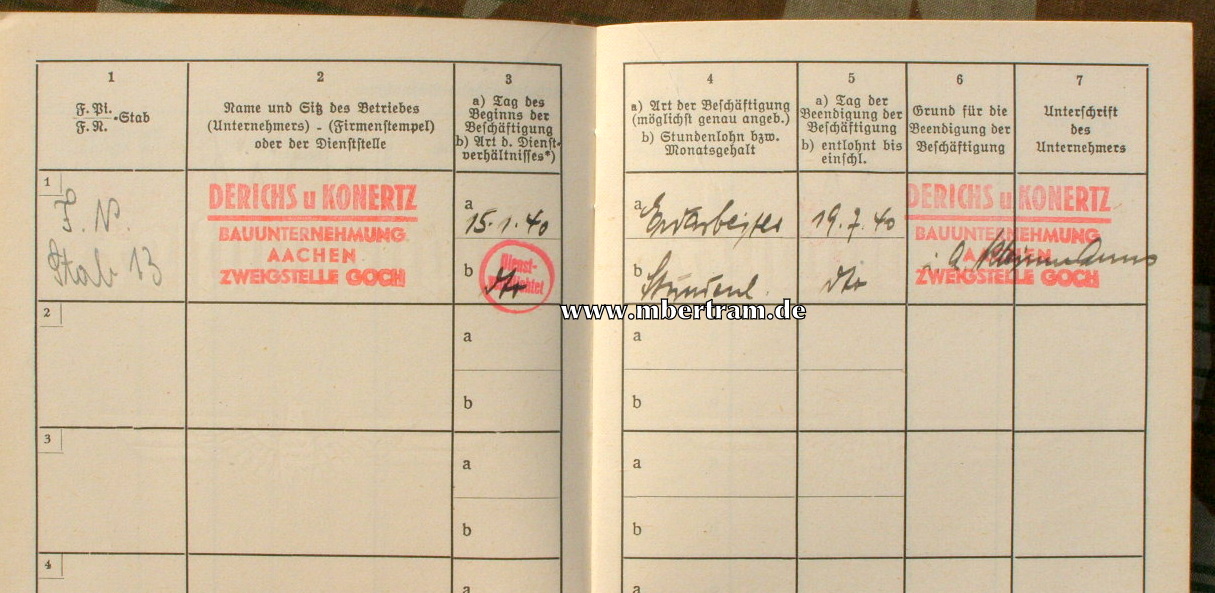 1
F. Pi.
F. N.
-Stab
2
Name und Sitz des Betriebes
(Unternehmers) - (Firmenstempel)
oder der Dienststelle
3
a) Tag des
Beginns der
Beschäftigung
b) Art d. Dienst-
verhältnisses*)
4
a) Art der Beschäftigung
(möglichst genau angeb.)
b) Stundenlohn bzw.
Monatsgehalt
5
a) Tag der
Beendigung der
Beschäftigung
b) entlohnt bis
einschl.
6
Grund für die
Beendigung der
Beschäftigung
7
Unterschrift
des
Unternehmers
1
F. N.
Stab 13
DERICHS u KONERTZ
BAUUNTERNEHMUNG
AACHEN
ZWEIGSTELLE GOCH
a
15.1.40
b
Dienst-
dto
a
Erdarbeiter
b
Stundenl.
19.7.40
dto
DERICHS u KONERTZ
BAUUNTERNEHMUNG
AACHEN
ZWEIGSTELLE GOCH
www.mbertram.de
2
a
b
a
b
3
a
b
a
b
4
a
a